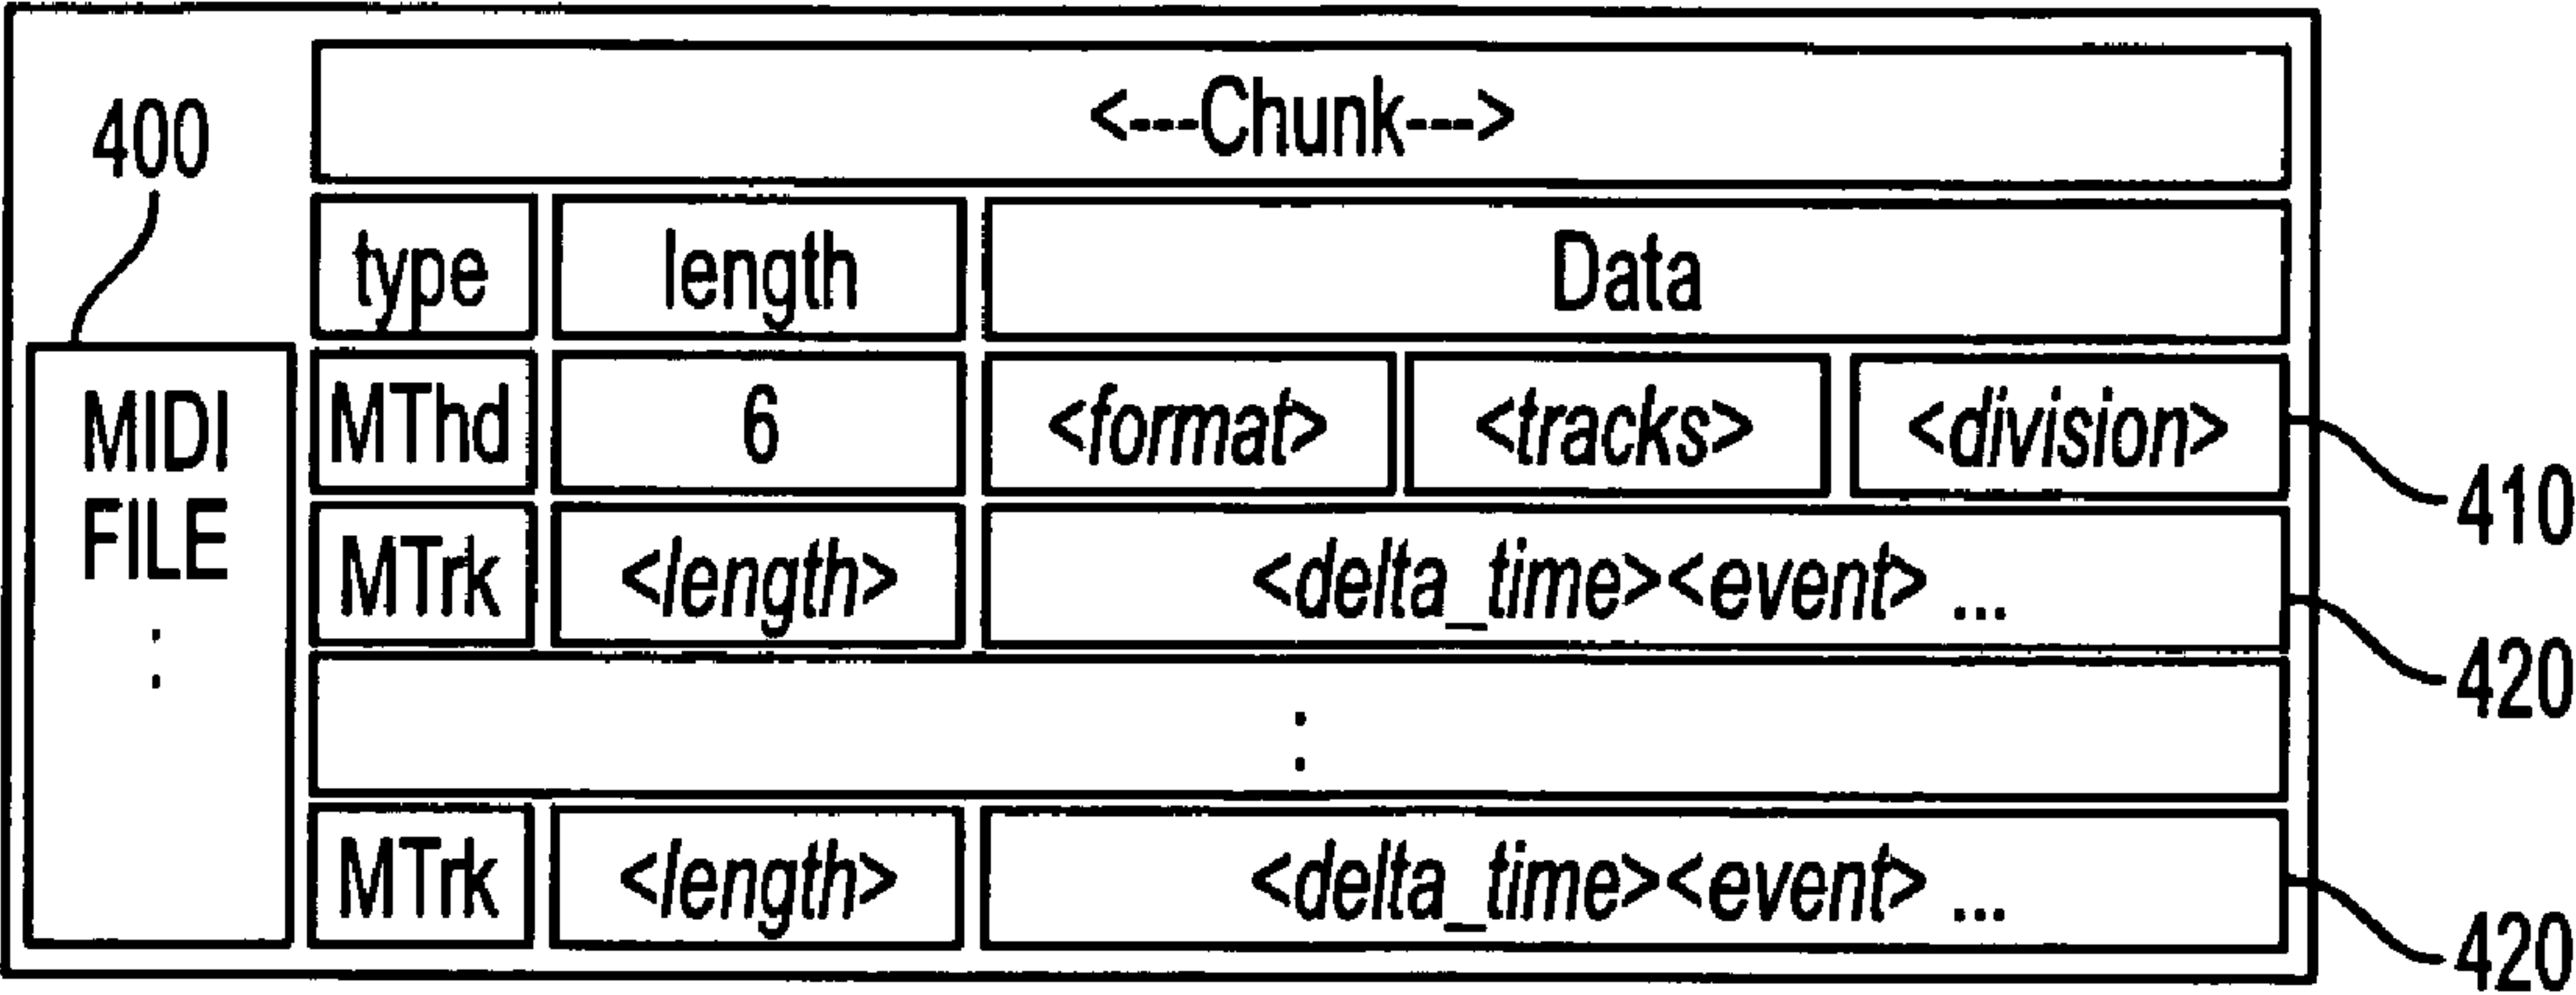 <---Chunk--->
400
type length Data
MIDI FILE
:
MThd 6 <format> <tracks> <division>
410
MTrk <length> <delta_time><event> ...
420
:
MTrk <length> <delta_time><event> ...
420